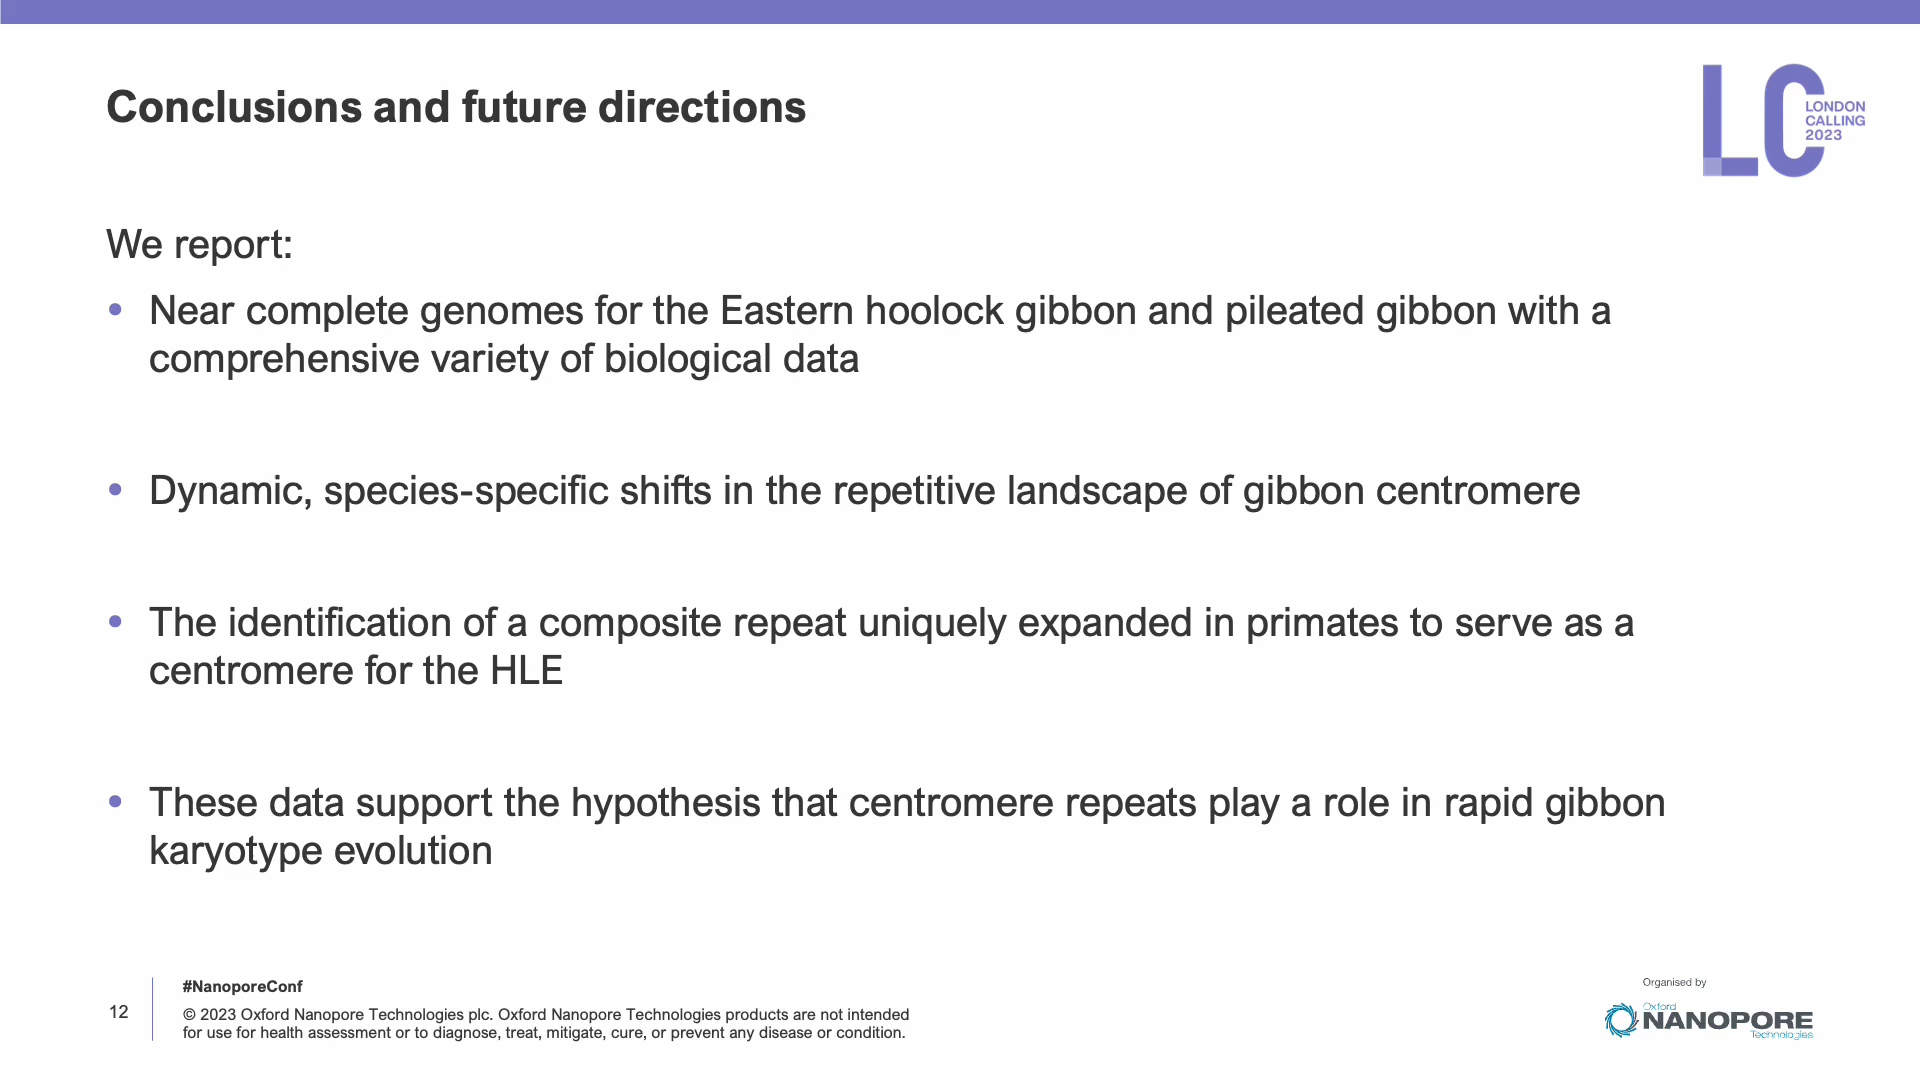 Conclusions and future directions
LONDON
CALLING
2023
We report:
• Near complete genomes for the Eastern hoolock gibbon and pileated gibbon with a
comprehensive variety of biological data
• Dynamic, species-specific shifts in the repetitive landscape of gibbon centromere
• The identification of a composite repeat uniquely expanded in primates to serve as a
centromere for the HLE
• These data support the hypothesis that centromere repeats play a role in rapid gibbon
karyotype evolution
12
#NanoporeConf
© 2023 Oxford Nanopore Technologies plc. Oxford Nanopore Technologies products are not intended
for use for health assessment or to diagnose, treat, mitigate, cure, or prevent any disease or condition.
Organised by
Oxford
NANOPORE
Technologies